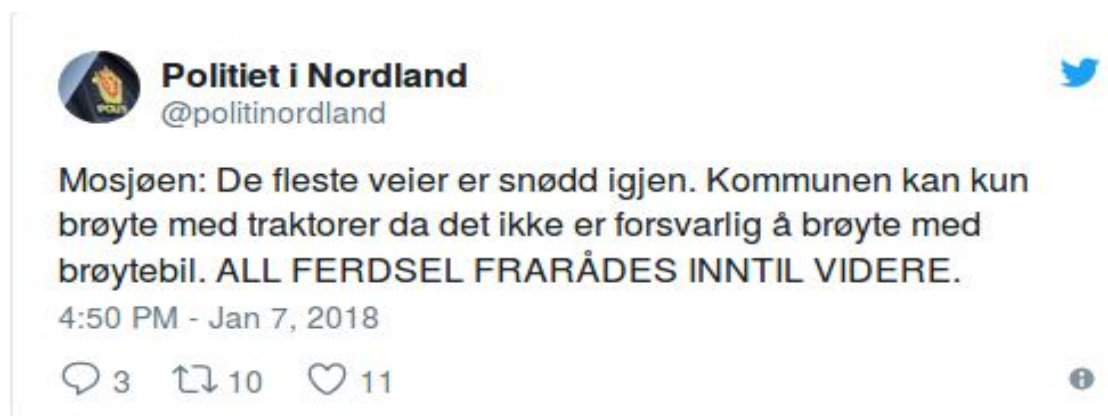 Politiet i Nordland
@politinordland
Mosjøen: De fleste veier er snødd igjen. Kommunen kan kun
brøyte med traktorer da det ikke er forsvarlig å brøyte med
brøytebil. ALL FERDSEL FRARÅDES INNTIL VIDERE.
4:50 PM - Jan 7, 2018
3 10 11